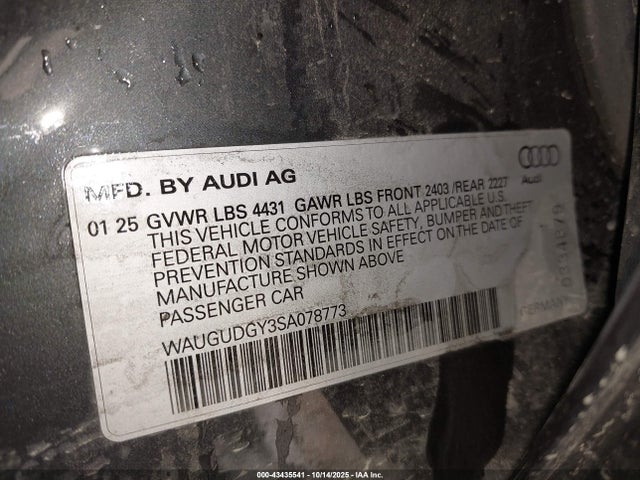 MFD. BY AUDI AG
Audi
01 25 GVWR LBS 4431 GAWR LBS FRONT 2403 /REAR 2227
THIS VEHICLE CONFORMS TO ALL APPLICABLE U.S.
FEDERAL MOTOR VEHICLE SAFETY, BUMPER AND THEFT
PREVENTION STANDARDS IN EFFECT ON THE DATE OF
MANUFACTURE SHOWN ABOVE
PASSENGER CAR
WAUGUDGY3SA078773
GERMANY
000-43435541 - 10/14/2025 - IAA Inc.